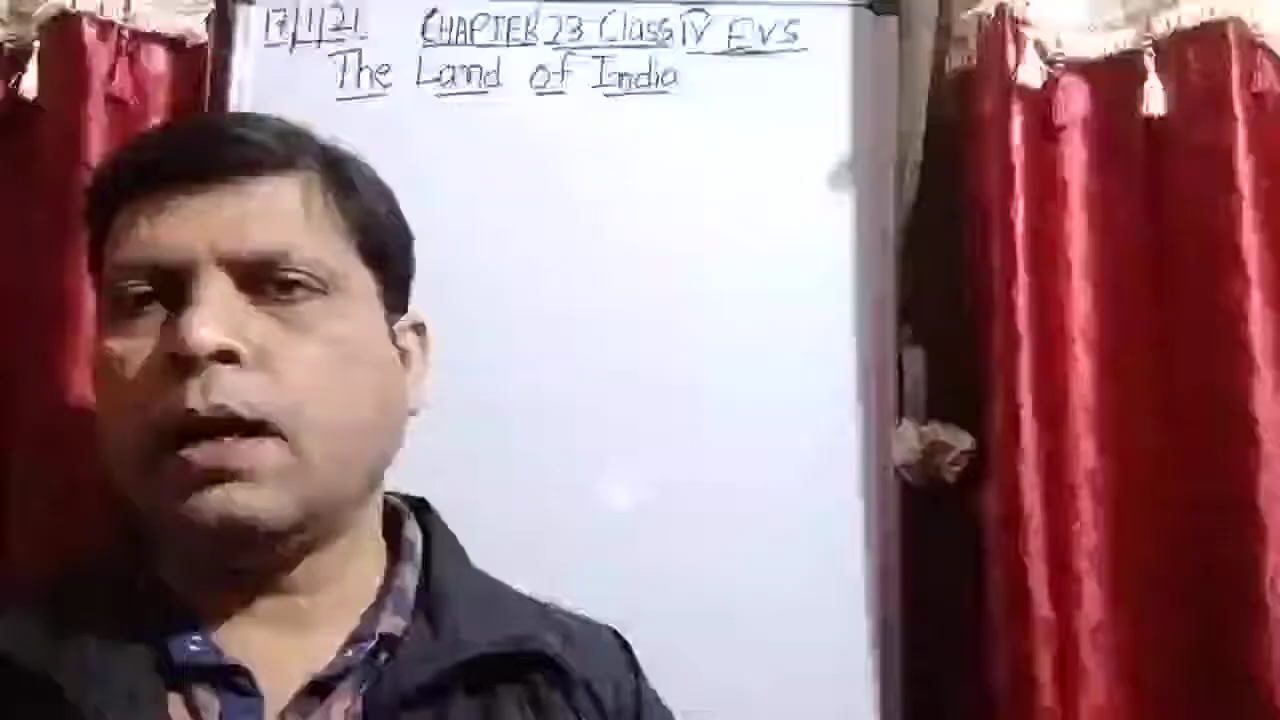 17/1/21 CHAPTER 23 Class IV EVS
The Land of India